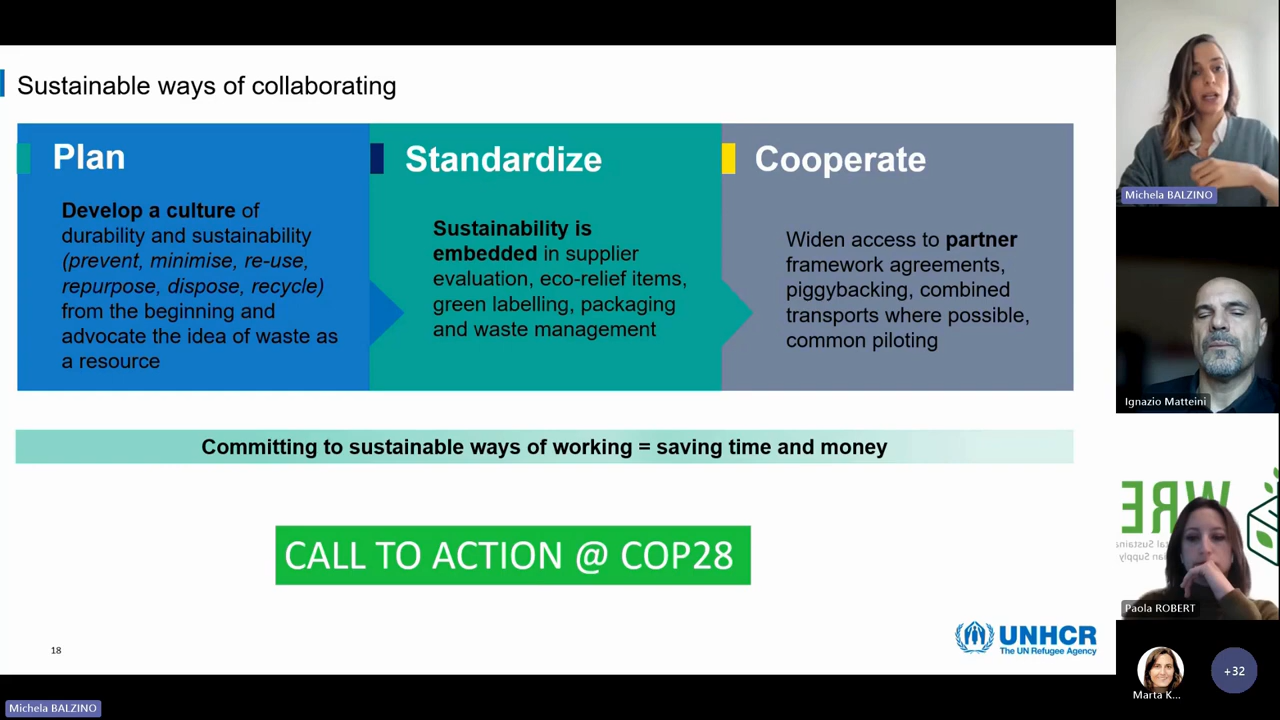 Sustainable ways of collaborating
Plan
Develop a culture of
durability and sustainability
(prevent, minimise, re-use,
repurpose, dispose, recycle)
from the beginning and
advocate the idea of waste as
a resource
Standardize
Sustainability is
embedded in supplier
evaluation, eco-relief items,
green labelling, packaging
and waste management
Cooperate
Widen access to partner
framework agreements,
piggybacking, combined
transports where possible,
common piloting
Committing to sustainable ways of working = saving time and money
CALL TO ACTION @ COP28
18
UNHCR
The UN Refugee Agency
Michela BALZINO
Michela BALZINO
Ignazio Matteini
WRE
Paola ROBERT
Marta K...
+32